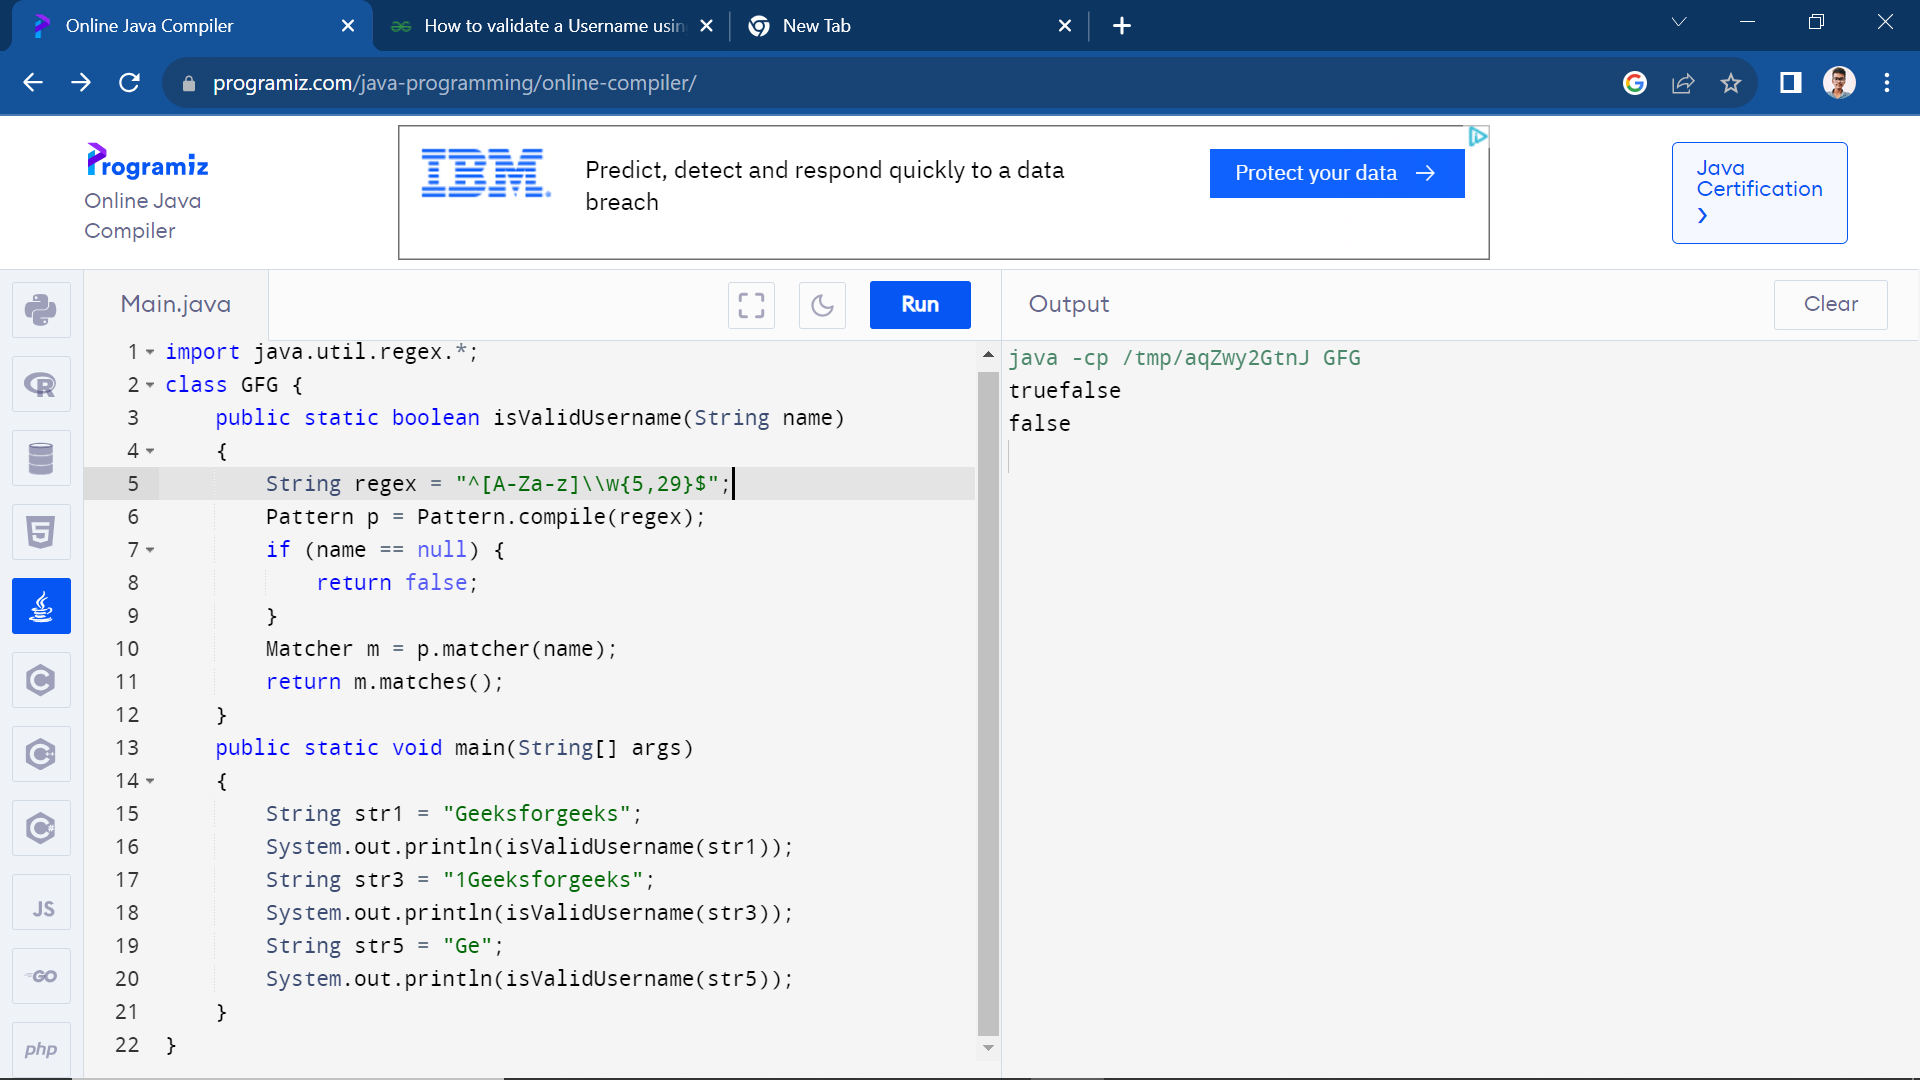 Online Java Compiler
How to validate a Username usin
New Tab
programiz.com/java-programming/online-compiler/
Programiz
Online Java
Compiler
IBM
Predict, detect and respond quickly to a data
breach
Protect your data →
Java
Certification
›
Main.java
Run
Output
Clear
1 import java.util.regex.*;
2 class GFG {
3 public static boolean isValidUsername(String name)
4 {
5 String regex = "^[A-Za-z]\\w{5,29}$";
6 Pattern p = Pattern.compile(regex);
7 if (name == null) {
8 return false;
9 }
10 Matcher m = p.matcher(name);
11 return m.matches();
12 }
13 public static void main(String[] args)
14 {
15 String str1 = "Geeksforgeeks";
16 System.out.println(isValidUsername(str1));
17 String str3 = "1Geeksforgeeks";
18 System.out.println(isValidUsername(str3));
19 String str5 = "Ge";
20 System.out.println(isValidUsername(str5));
21 }
22 }
java -cp /tmp/aqZwy2GtnJ GFG
truefalse
false
R
5
C
C++
C#
JS
GO
php